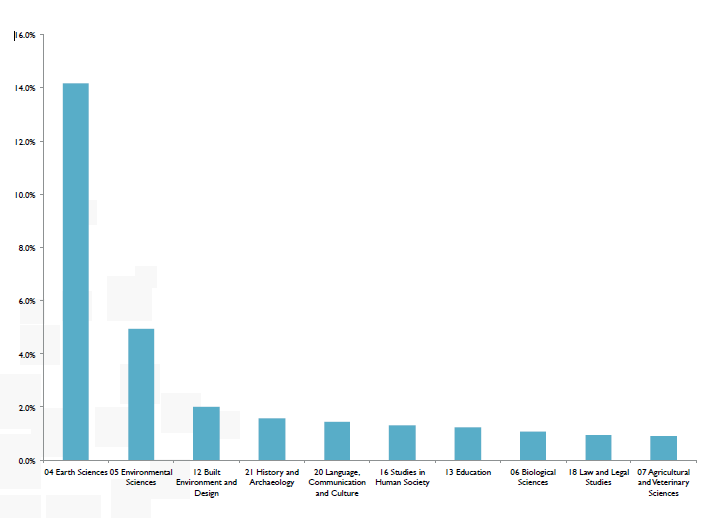 16.0%
14.0%
12.0%
10.0%
8.0%
6.0%
4.0%
2.0%
0.0%
04 Earth Sciences
05 Environmental
Sciences
12 Built
Environment and
Design
21 History and
Archaeology
20 Language,
Communication
and Culture
16 Studies in
Human Society
13 Education
06 Biological
Sciences
18 Law and Legal
Studies
07 Agricultural
and Veterinary
Sciences